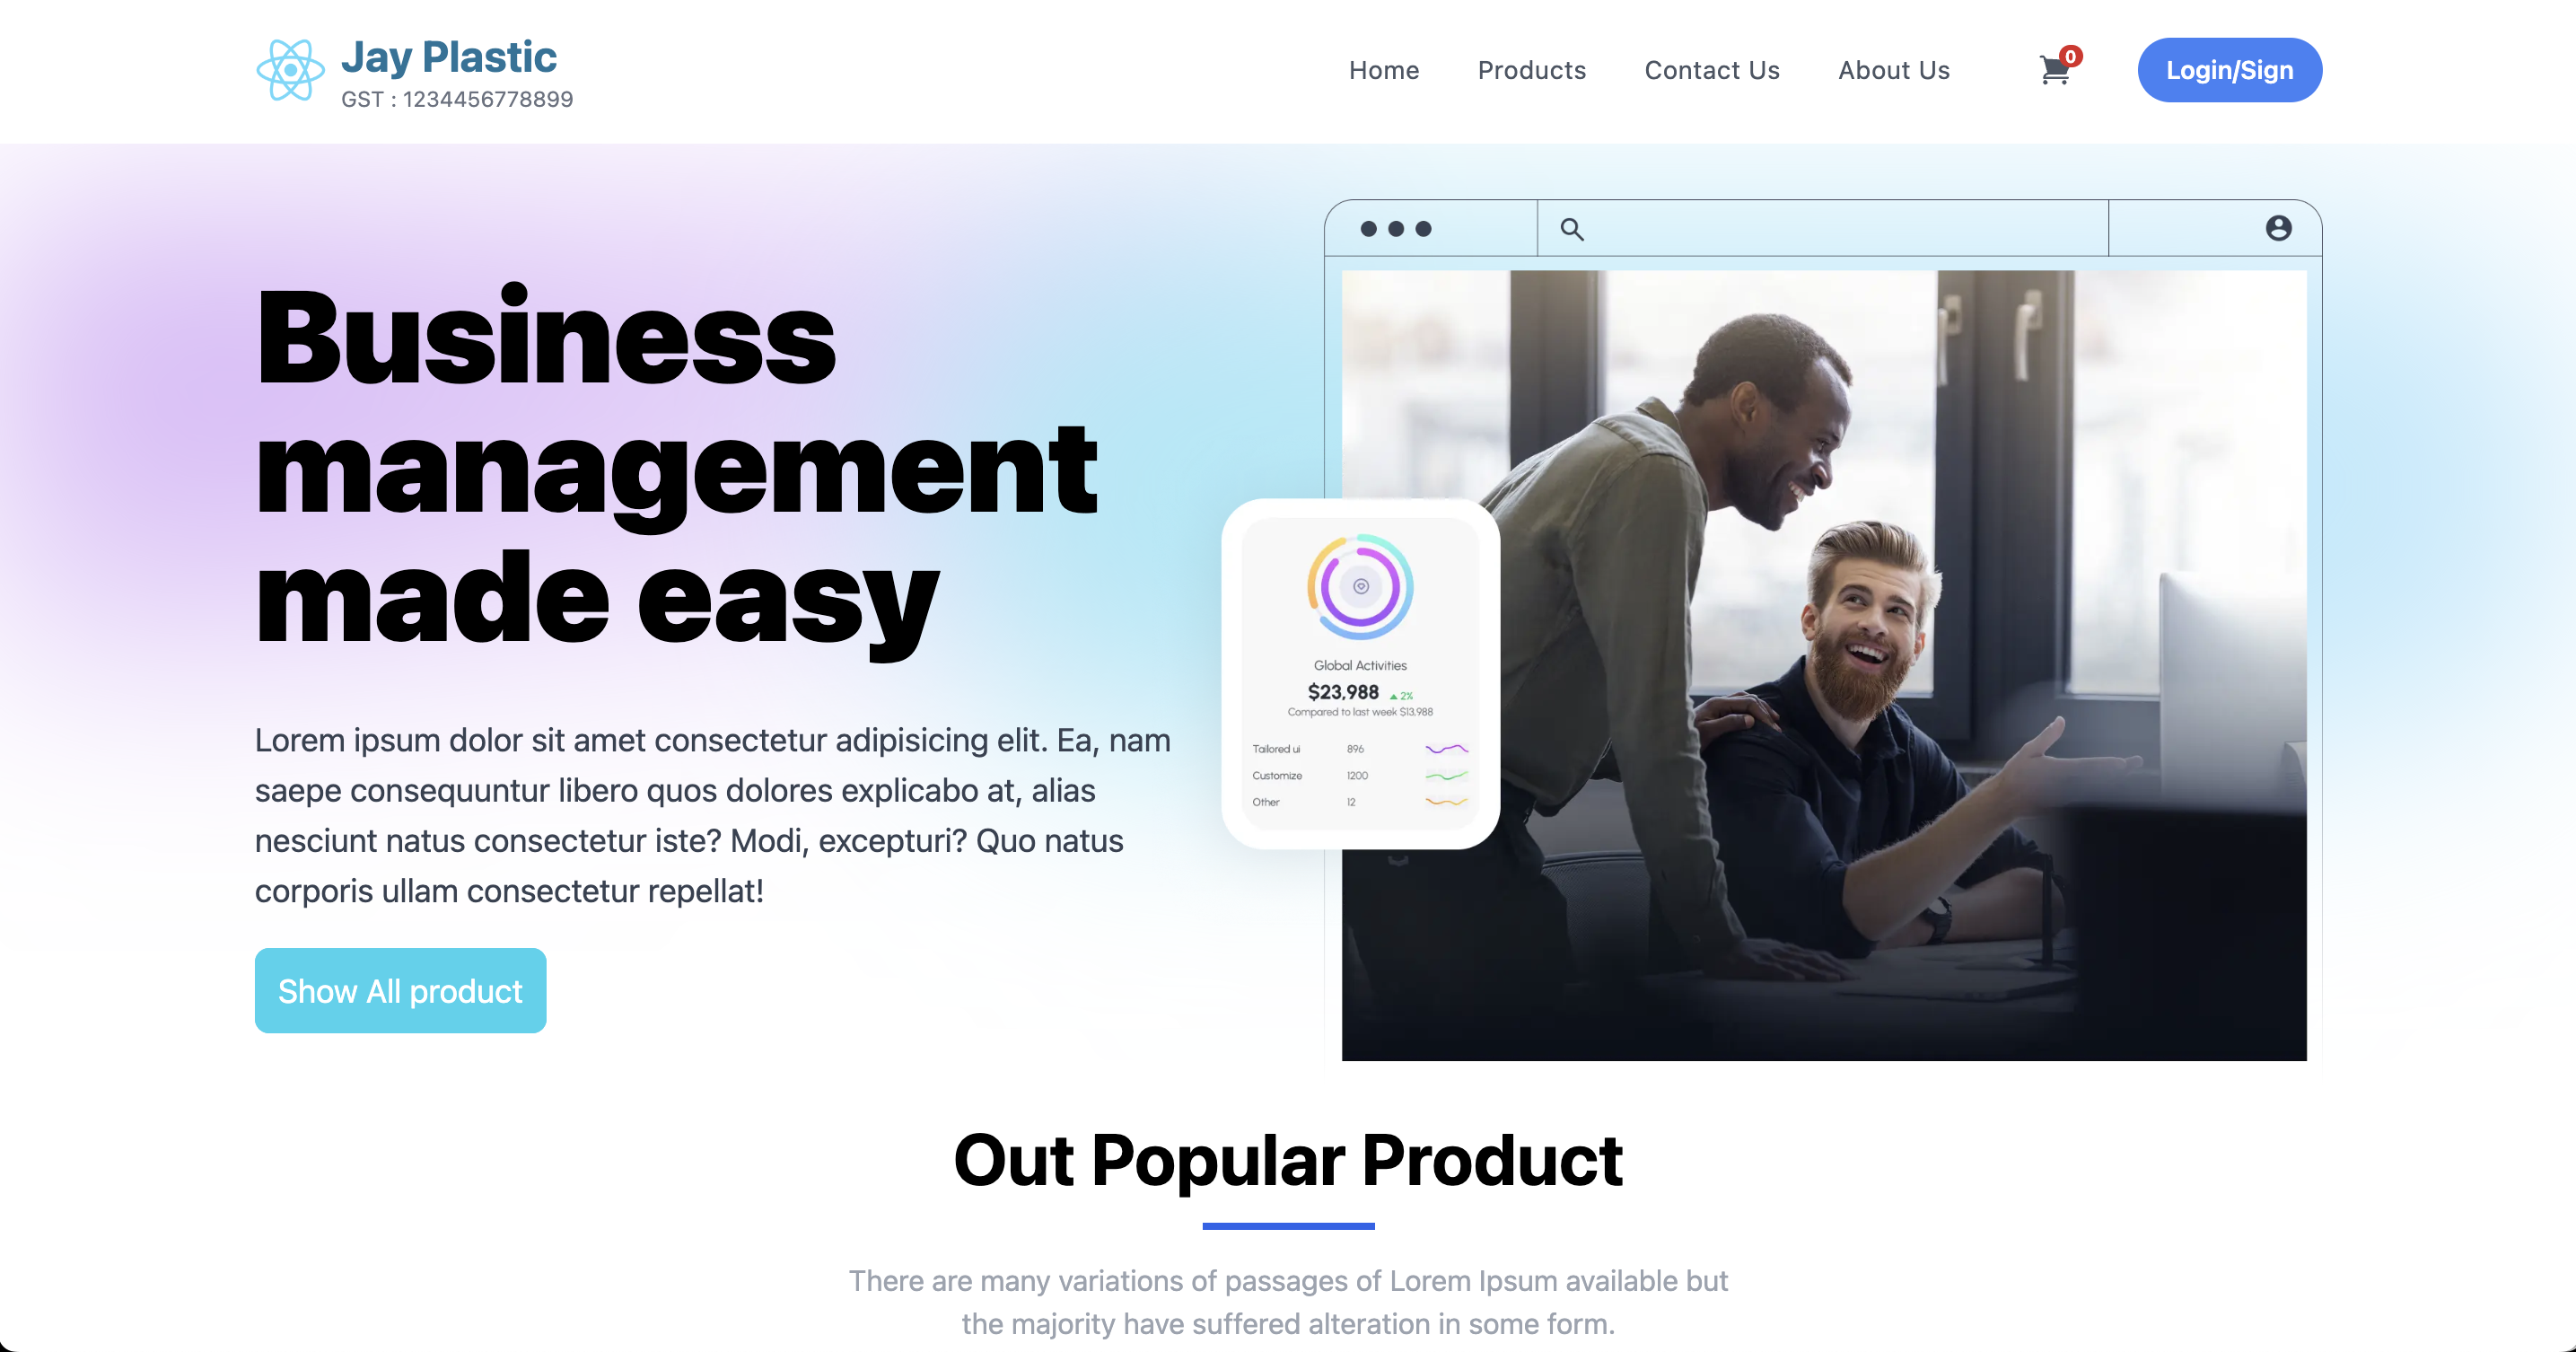 Jay Plastic
GST : 1234456778899
Home
Products
Contact Us
About Us
0
Login/Sign
Business
management
made easy
Lorem ipsum dolor sit amet consectetur adipisicing elit. Ea, nam
saepe consequuntur libero quos dolores explicabo at, alias
nesciunt natus consectetur iste? Modi, excepturi? Quo natus
corporis ullam consectetur repellat!
Show All product
Global Activities
$23,988 ▲ 2%
Compared to last week $13,988
Tailored ui 896
Customize 1200
Other 12
Out Popular Product
There are many variations of passages of Lorem Ipsum available but
the majority have suffered alteration in some form.